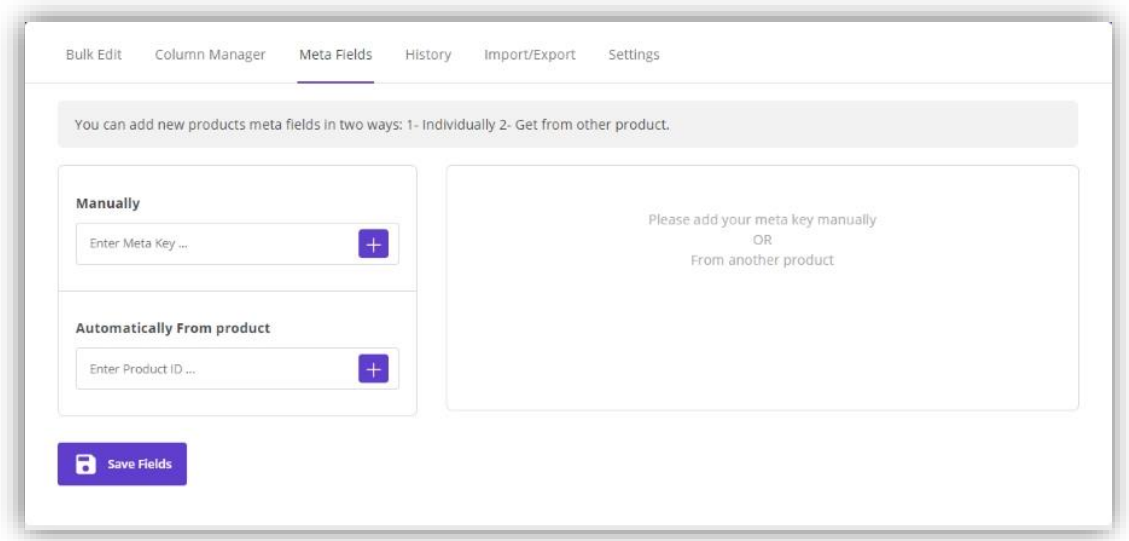 Bulk Edit Column Manager Meta Fields History Import/Export Settings
You can add new products meta fields in two ways: 1- Individually 2- Get from other product.
Manually
Enter Meta Key ...
Automatically From product
Enter Product ID ...
Please add your meta key manually
OR
From another product
Save Fields